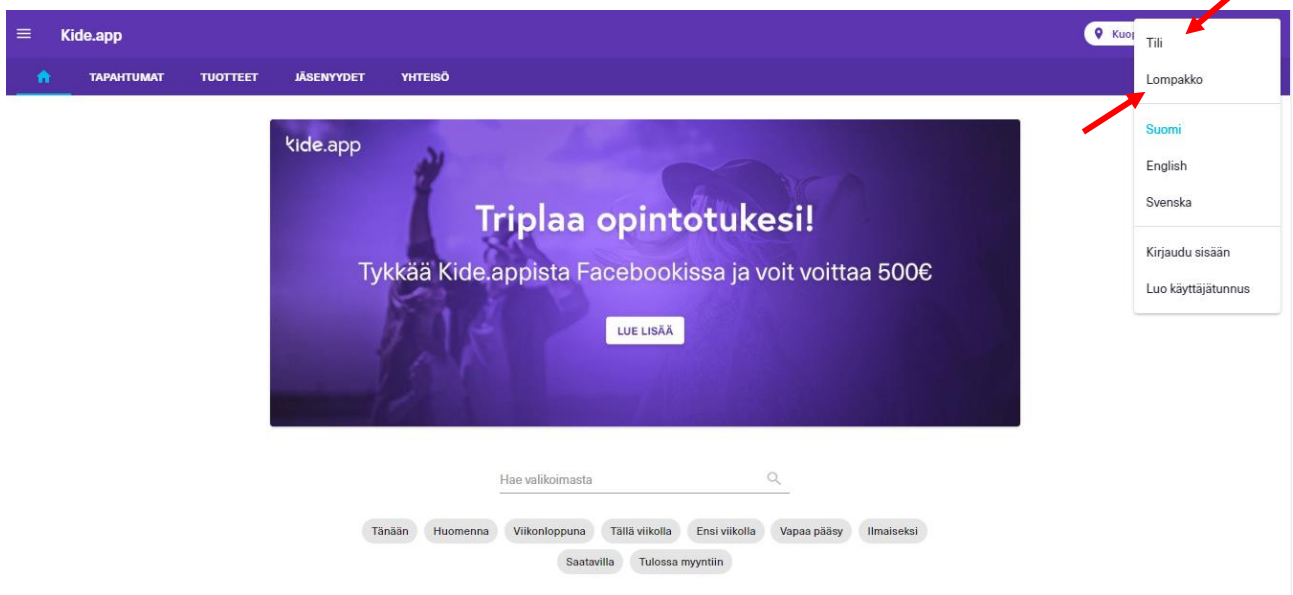 Kide.app
Tili
Lompakko
Suomi
English
Svenska
Kirjaudu sisään
Luo käyttäjätunnus
TAPAHTUMAT TUOTTEET JÄSENYYDET YHTEISÖ
kide.app
Triplaa opintotukesi!
Tykkää Kide.appista Facebookissa ja voit voittaa 500€
LUE LISÄÄ
Hae valikoimasta
Tänään Huomenna Viikonloppuna Tällä viikolla Ensi viikolla Vapaa pääsy Ilmaiseksi
Saatavilla Tulossa myyntiin